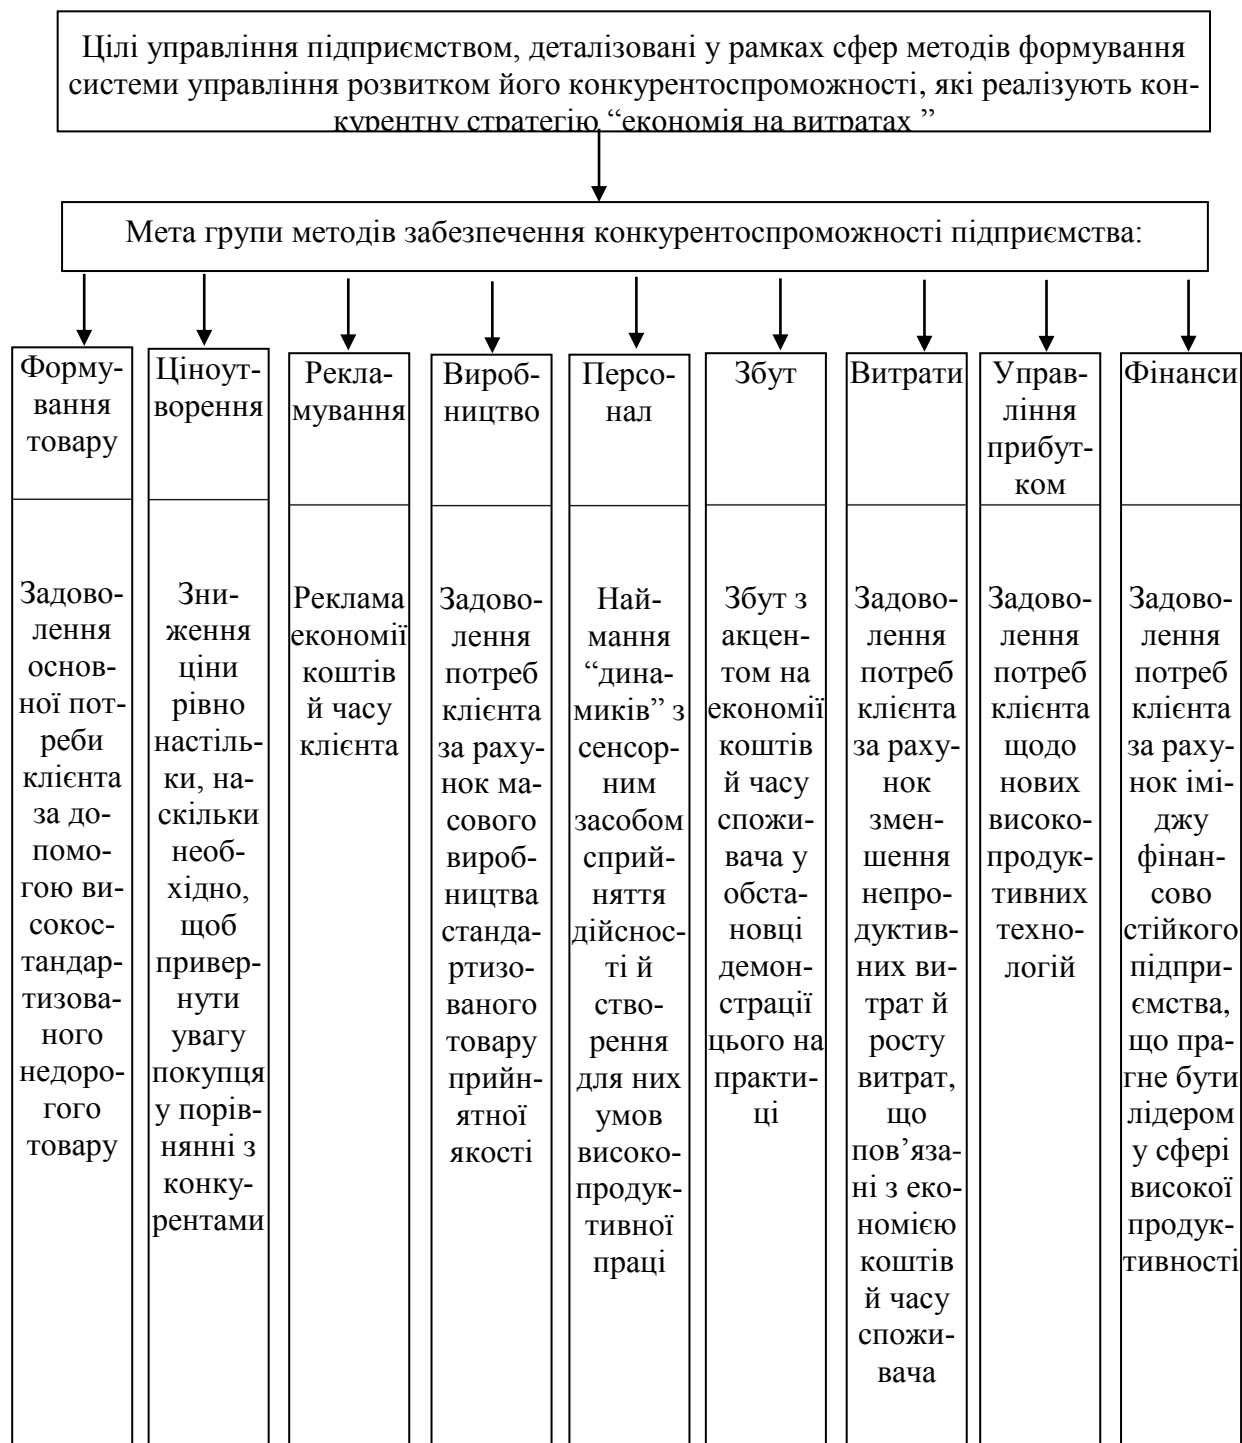 Цілі управління підприємством, деталізовані у рамках сфер методів формування
системи управління розвитком його конкурентоспроможності, які реалізують кон-
курентну стратегію “економія на витратах ”
Мета групи методів забезпечення конкурентоспроможності підприємства:
Форму-
вання
товару
Задово-
лення
основ-
ної пот-
реби
клієнта
за до-
помо-
гою ви-
сокос-
тандар-
тизова-
ного
недоро-
гого
товару
Ціноут-
ворення
Зни-
ження
ціни
рівно
настіль-
ки, на-
скільки
необ-
хідно,
щоб
привер-
нути
увагу
покупця
у порів-
нянні з
конку-
рентами
Рекла-
мування
Реклама
економії
коштів
й часу
клієнта
Вироб-
ництво
Задово-
лення
потреб
клієнта
за раху-
нок ма-
сового
вироб-
ництва
станда-
ртизо-
ваного
товару
прийн-
ятної
якості
Персо-
нал
Най-
мання
“дина-
миків” з
сенсор-
ним
засобом
сприй-
няття
дійснос-
ті й
ство-
рення
для них
умов
високо-
продук-
тивної
праці
Збут
Збут з
акцен-
том на
економії
коштів
й часу
спожи-
вача у
обста-
новці
демон-
страції
цього на
практи-
ці
Витрати
Задово-
лення
потреб
клієнта
за раху-
нок
змен-
шення
непро-
дуктив-
них ви-
трат й
росту
витрат,
що
пов’яза-
ні з еко-
номією
коштів
й часу
спожи-
вача
Управ-
ління
прибут-
ком
Задово-
лення
потреб
клієнта
щодо
нових
високо-
продук-
тивних
техно-
логій
Фінанси
Задово-
лення
потреб
клієнта
за раху-
нок імі-
джу
фінан-
сово
стійкого
підпри-
ємства,
що пра-
гне бути
лідером
у сфері
високої
продук-
тивності